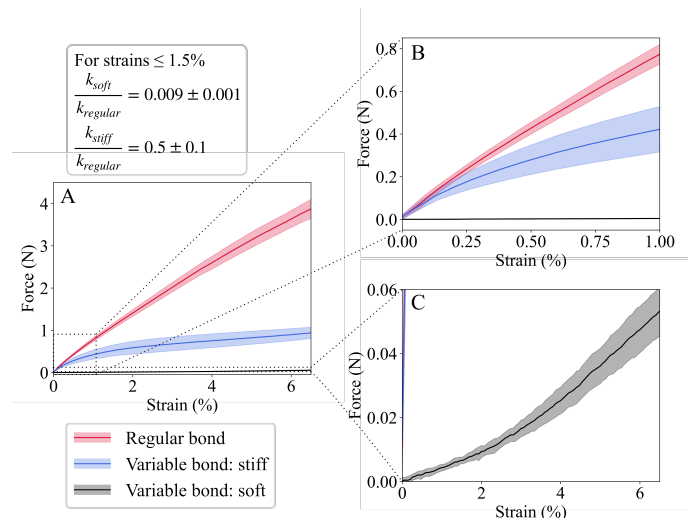 For strains ≤ 1.5%
k_soft / k_regular = 0.009 ± 0.001
k_stiff / k_regular = 0.5 ± 0.1
A
Force (N)
4
3
2
1
0
0 2 4 6
Strain (%)
B
Force (N)
0.8
0.6
0.4
0.2
0.0
0.00 0.25 0.50 0.75 1.00
Strain (%)
C
Force (N)
0.06
0.04
0.02
0.00
0 2 4 6
Strain (%)
Regular bond
Variable bond: stiff
Variable bond: soft